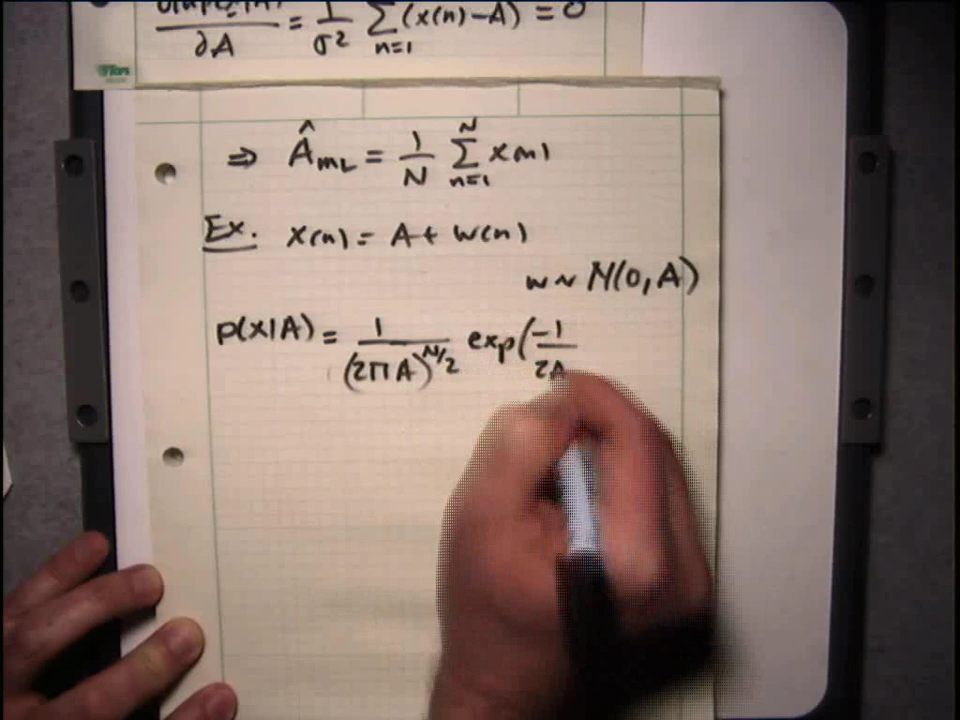 ∂A = 1/σ² Σ_{n=1} (x(n)-A) = 0
⇒ Â_ML = 1/N Σ_{n=1}^{N} x(n)
Ex. x(n) = A + w(n)
w ~ N(0, A)
p(x|A) = 1/(2πA)^{N/2} exp(-1/2A